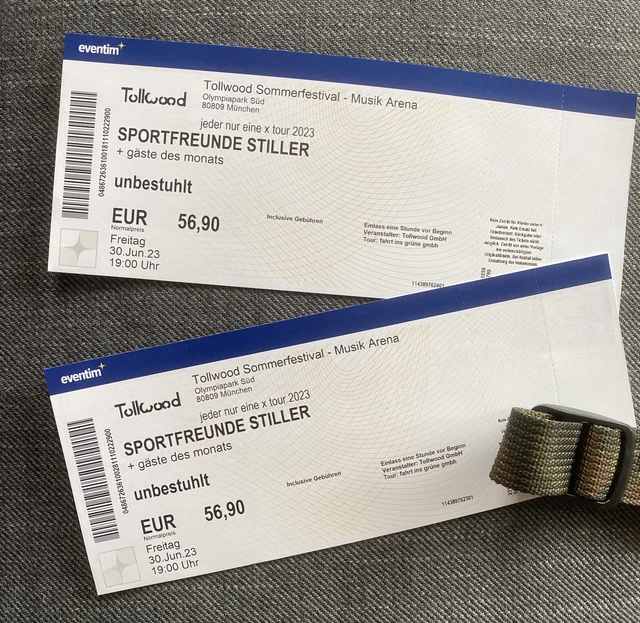 eventim
Tollwood
Tollwood Sommerfestival - Musik Arena
Olympiapark Süd
80809 München
jeder nur eine x tour 2023
SPORTFREUNDE STILLER
+ gäste des monats
unbestuhlt
EUR 56,90
Normalpreis
Inclusive Gebühren
Freitag
30.Jun.23
19:00 Uhr
Einlass eine Stunde vor Beginn
Veranstalter: Tollwood GmbH
Tour: fahrt ins grüne gmbh
eventim
Tollwood
Tollwood Sommerfestival - Musik Arena
Olympiapark Süd
80809 München
jeder nur eine x tour 2023
SPORTFREUNDE STILLER
+ gäste des monats
unbestuhlt
EUR 56,90
Normalpreis
Inclusive Gebühren
Freitag
30.Jun.23
19:00 Uhr
Einlass eine Stunde vor Beginn
Veranstalter: Tollwood GmbH
Tour: fahrt ins grüne gmbh